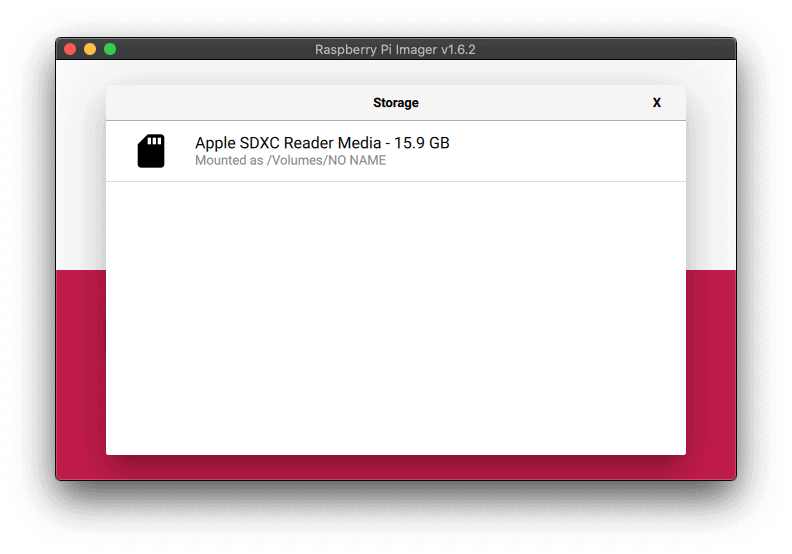 Raspberry Pi Imager v1.6.2
Storage X
Apple SDXC Reader Media - 15.9 GB
Mounted as /Volumes/NO NAME